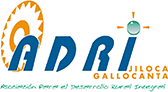 ADRI
JILOCA
GALLOCANTA
Asociación para el Desarrollo Rural Integral